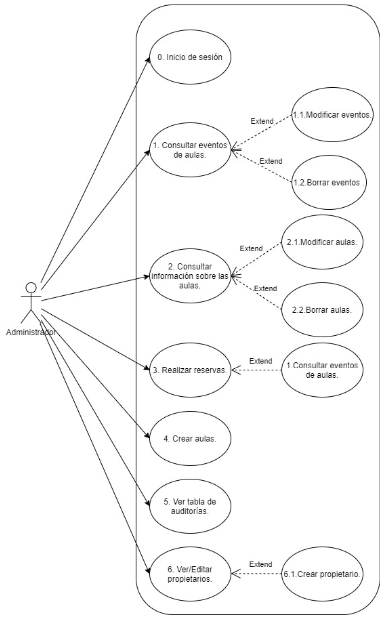 0. Inicio de sesión
1. Consultar eventos
de aulas.
Extend
1.1.Modificar eventos.
Extend
1.2.Borrar eventos
2. Consultar
información sobre las
aulas.
Extend
2.1.Modificar aulas.
Extend
2.2.Borrar aulas.
Administrador
3. Realizar reservas.
Extend
1.Consultar eventos
de aulas.
4. Crear aulas.
5. Ver tabla de
auditorías.
6. Ver/Editar
propietarios.
Extend
6.1.Crear propietario.